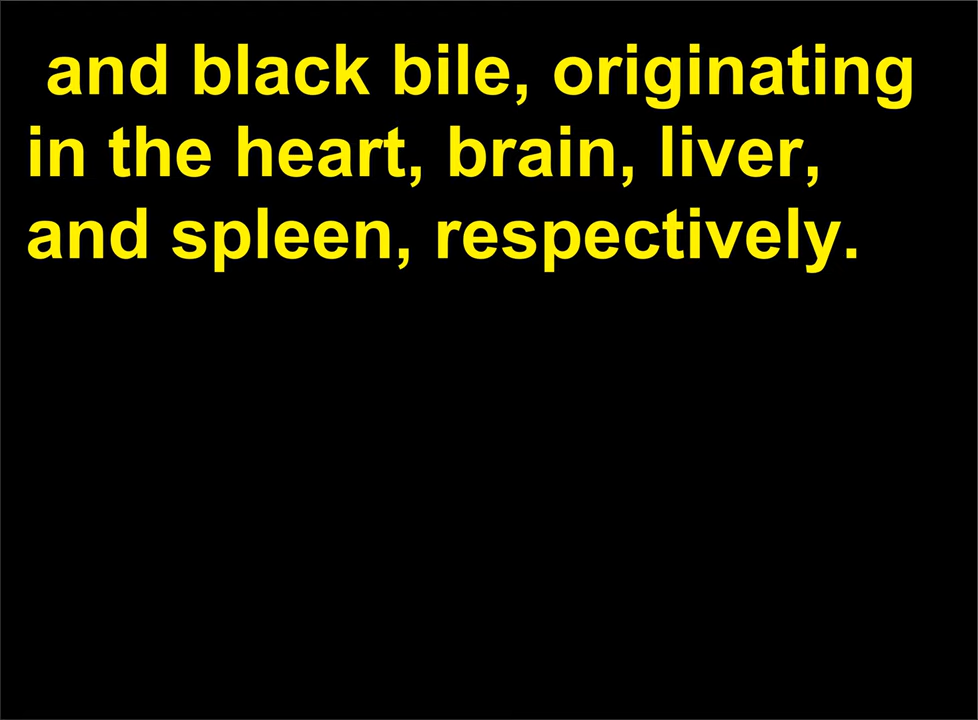 and black bile, originating
in the heart, brain, liver,
and spleen, respectively.